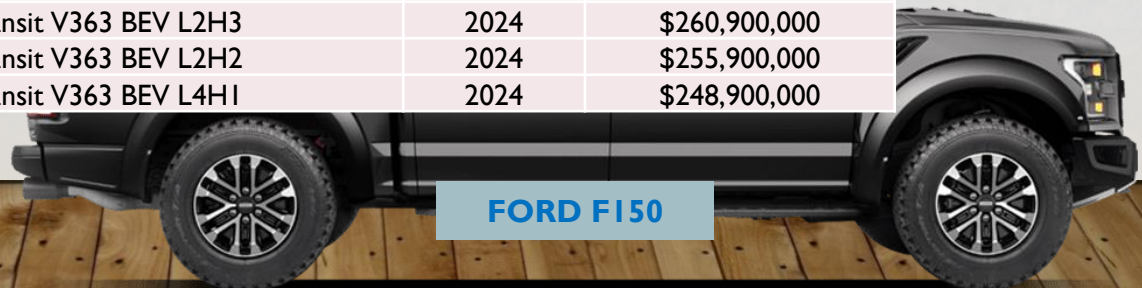 nsit V363 BEV L2H3 2024 $260,900,000
nsit V363 BEV L2H2 2024 $255,900,000
nsit V363 BEV L4H1 2024 $248,900,000
FORD F150